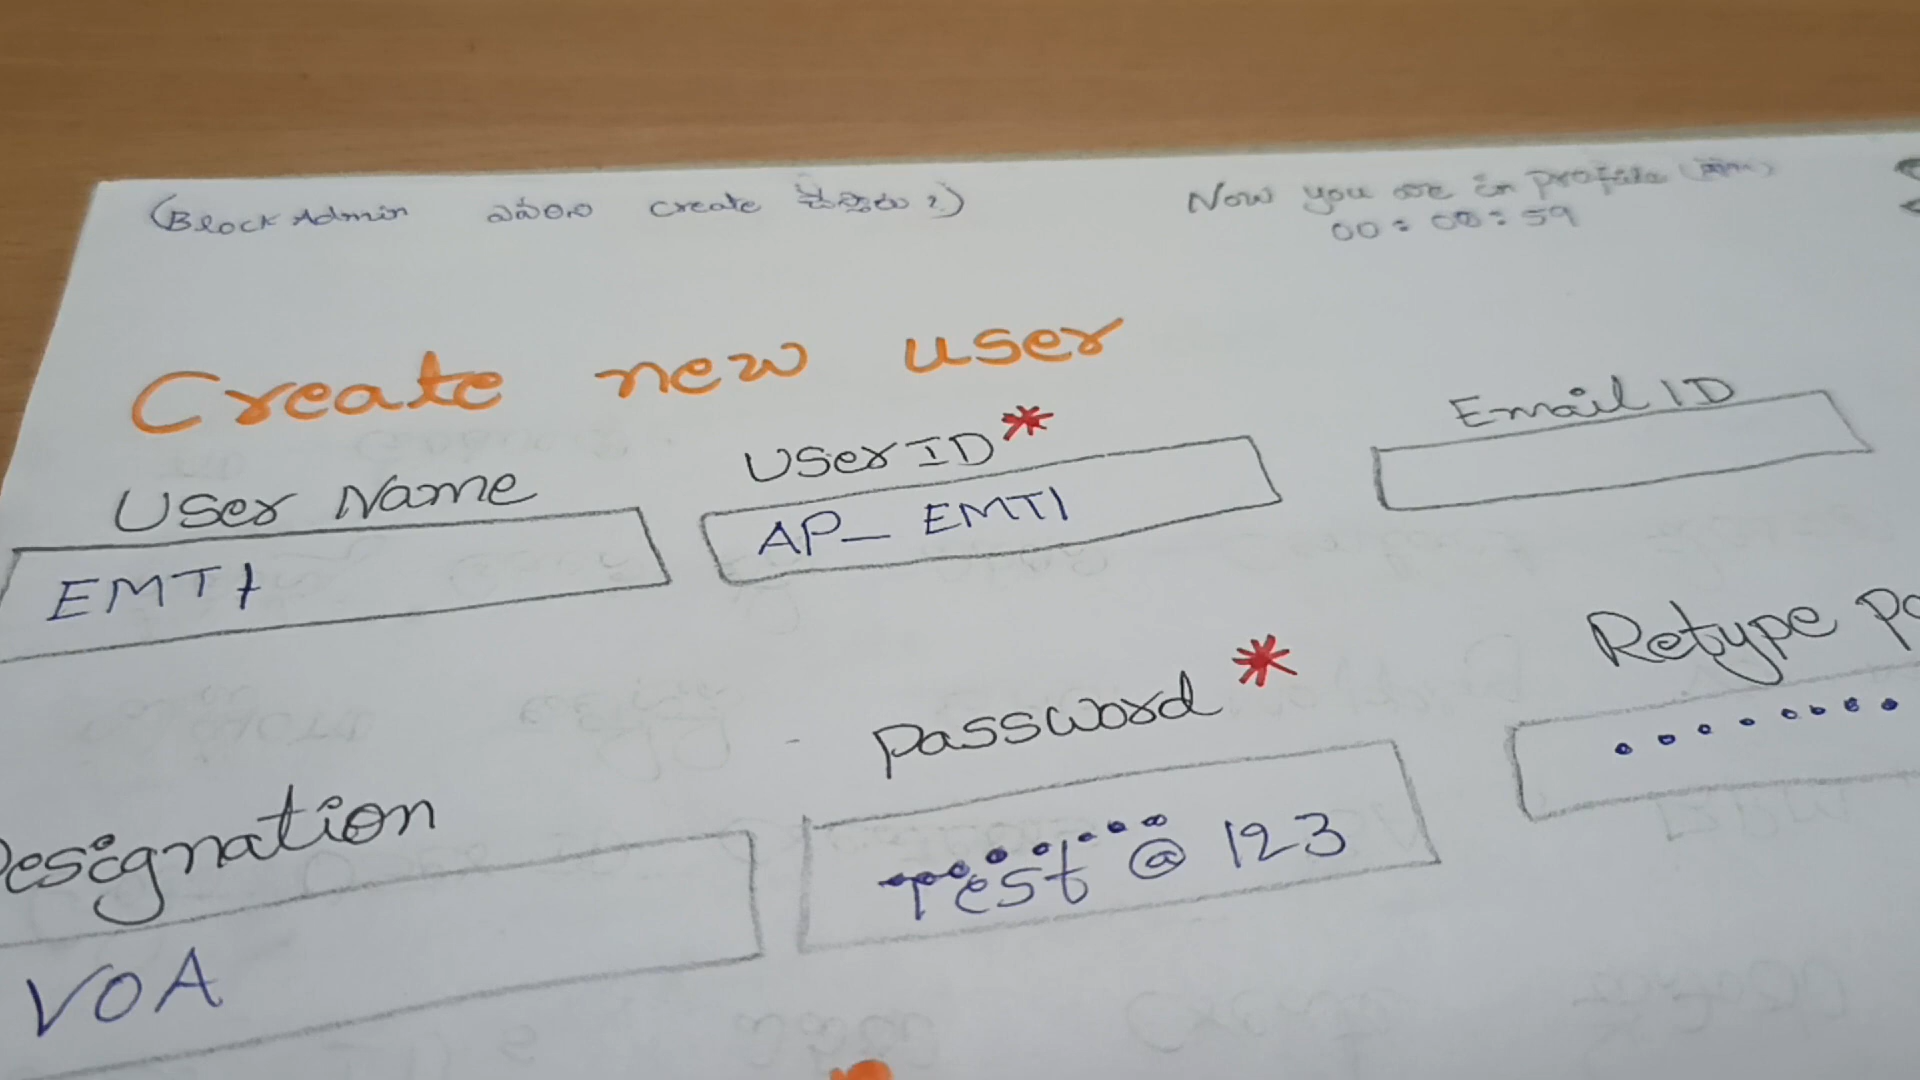 (Block Admin ఎవరిని create చేస్తారు?)
Now you are in profile
00:00:59
Create new user
User Name
User ID*
Email ID
EMT1
AP_EMT1
Designation
Password*
Retype
VOA
Test@123
........